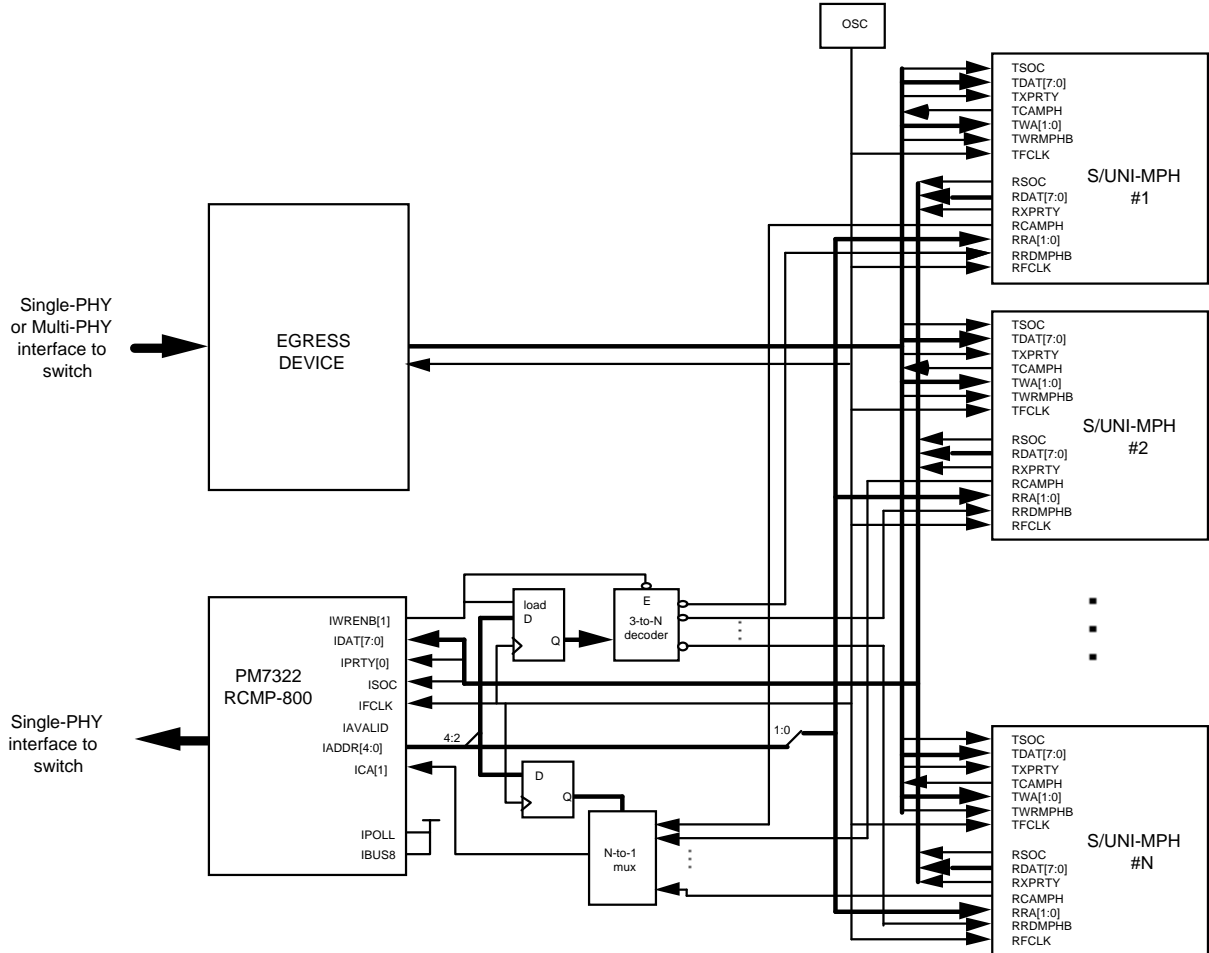 OSC
TSOC
TDAT[7:0]
TXPRTY
TCAMPH
TWA[1:0]
TWRMPHB
TFCLK
RSOC
RDAT[7:0]
RXPRTY
RCAMPH
RRA[1:0]
RRDMPHB
RFCLK
S/UNI-MPH
#1
Single-PHY
or Multi-PHY
interface to
switch
EGRESS
DEVICE
TSOC
TDAT[7:0]
TXPRTY
TCAMPH
TWA[1:0]
TWRMPHB
TFCLK
RSOC
RDAT[7:0]
RXPRTY
RCAMPH
RRA[1:0]
RRDMPHB
RFCLK
S/UNI-MPH
#2
Single-PHY
interface to
switch
PM7322
RCMP-800
IWRENB[1]
IDAT[7:0]
IPRTY[0]
ISOC
IFCLK
IAVALID
IADDR[4:0]
ICA[1]
IPOLL
IBUS8
load
D
Q
E
3-to-N
decoder
4:2
1:0
D
Q
N-to-1
mux
TSOC
TDAT[7:0]
TXPRTY
TCAMPH
TWA[1:0]
TWRMPHB
TFCLK
RSOC
RDAT[7:0]
RXPRTY
RCAMPH
RRA[1:0]
RRDMPHB
RFCLK
S/UNI-MPH
#N